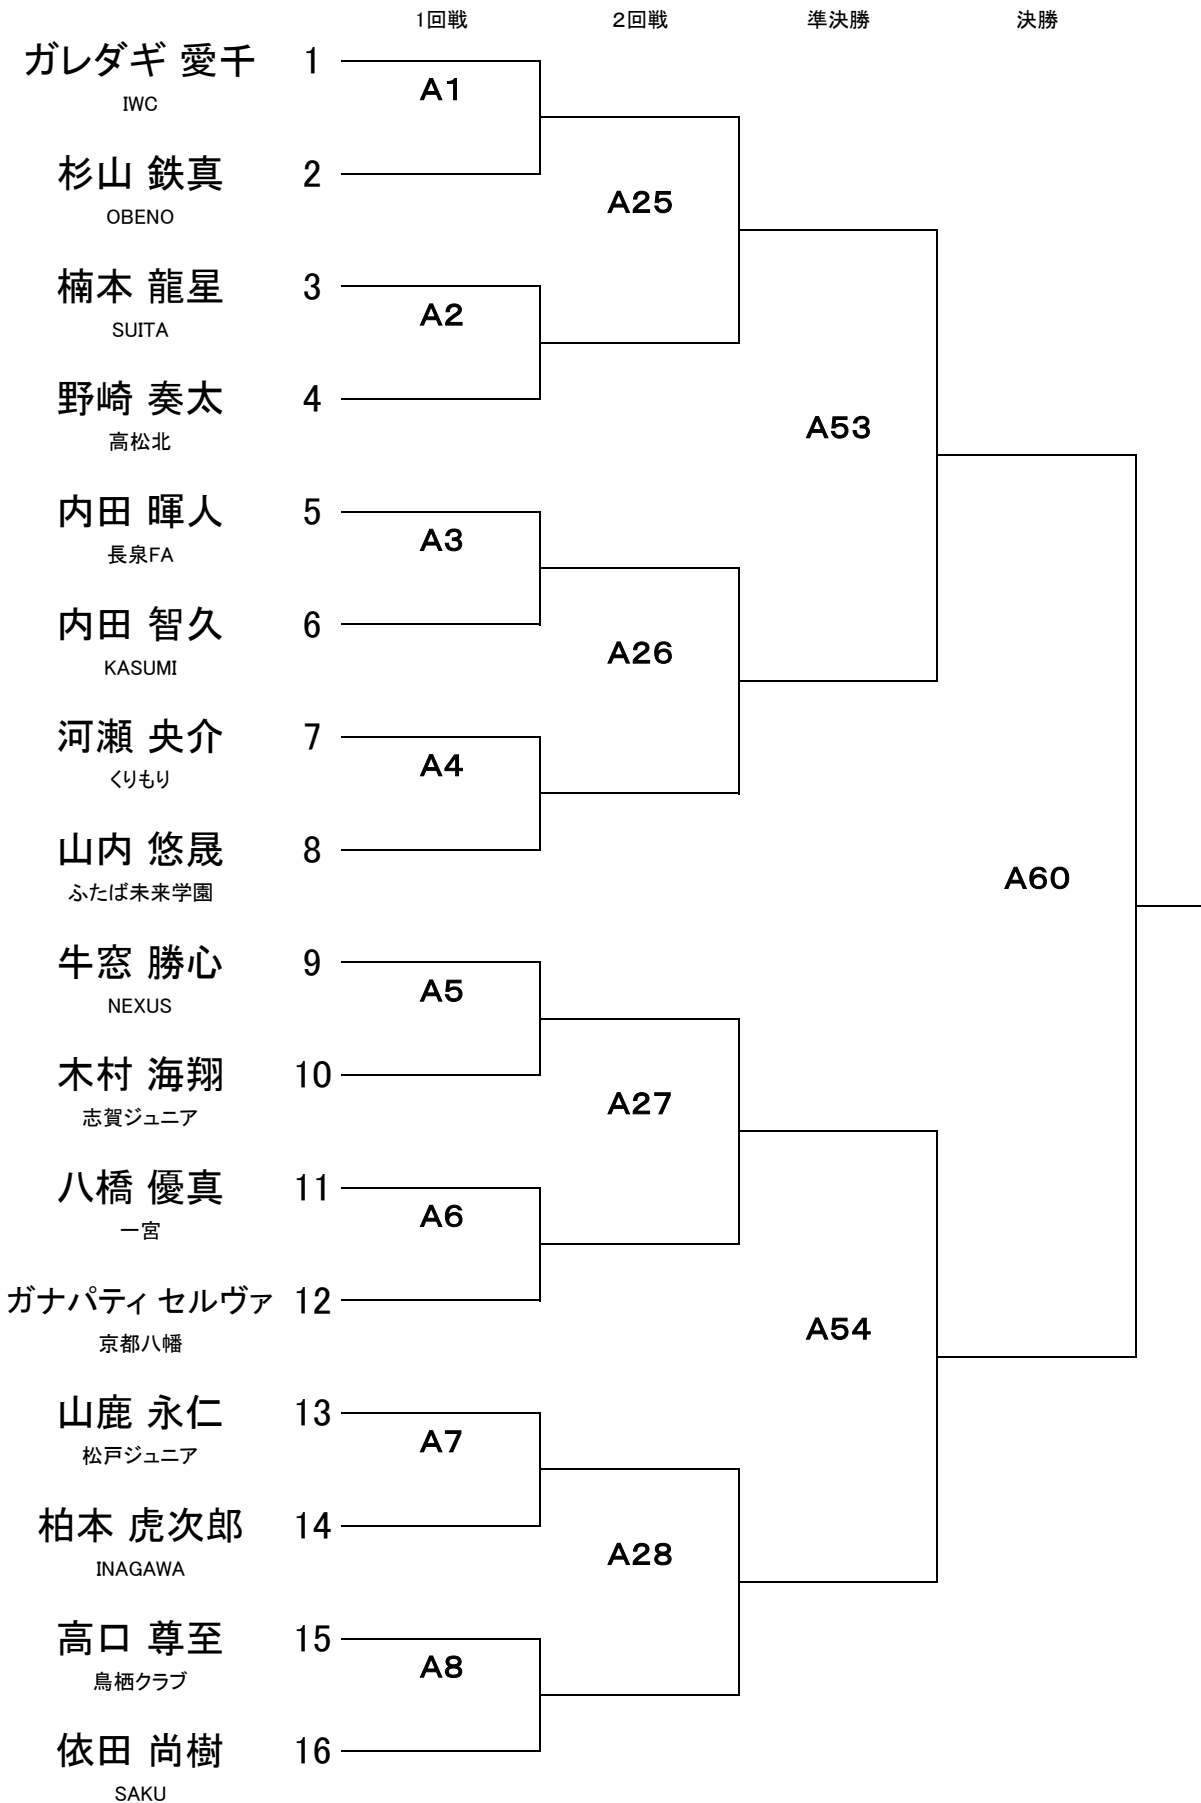 1回戦 2回戦 準決勝 決勝
ガレダギ 愛千 1
A1
IWC
杉山 鉄真 2
A25
OBENO
楠本 龍星 3
A2
SUITA
野崎 奏太 4
A53
高松北
内田 暉人 5
A3
長泉FA
内田 智久 6
A26
KASUMI
河瀬 央介 7
A4
くりもり
山内 悠晟 8
A60
ふたば未来学園
牛窓 勝心 9
A5
NEXUS
木村 海翔 10
A27
志賀ジュニア
八橋 優真 11
A6
一宮
ガナパティ セルヴァ 12
A54
京都八幡
山鹿 永仁 13
A7
松戸ジュニア
柏本 虎次郎 14
A28
INAGAWA
高口 尊至 15
A8
鳥栖クラブ
依田 尚樹 16
SAKU